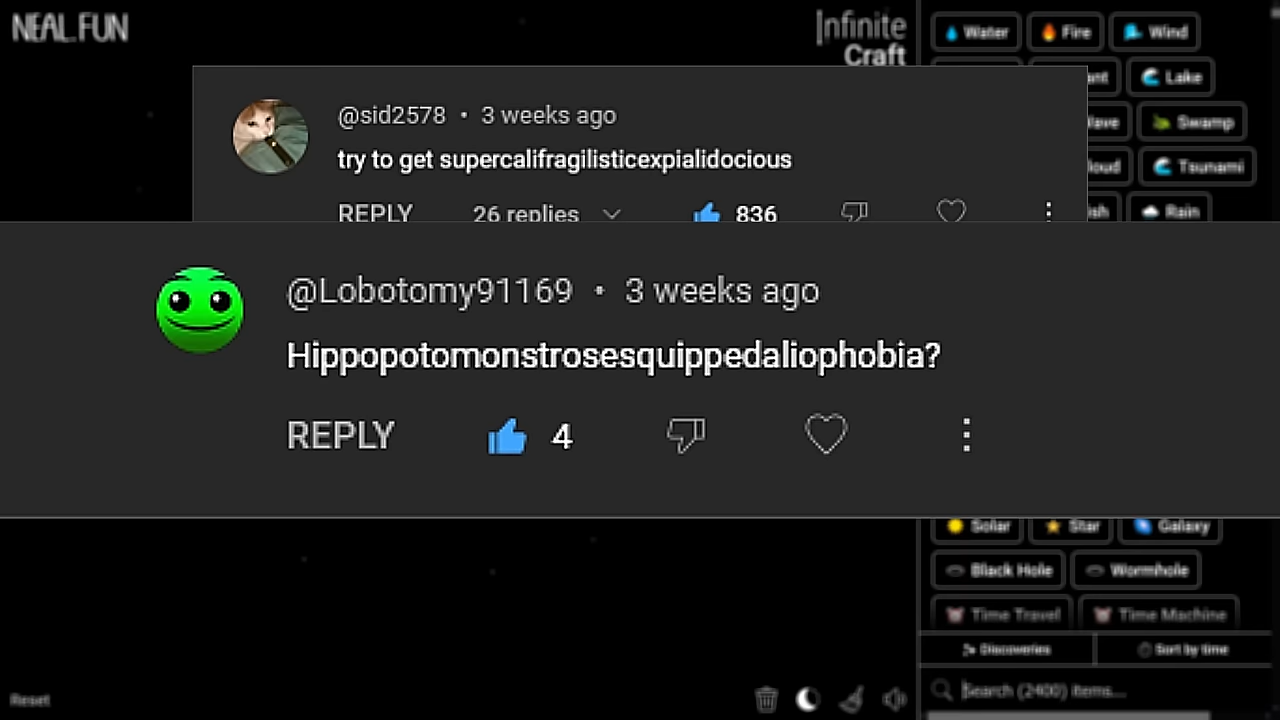 NEAL.FUN
Infinite
Craft
Water Fire Wind
Lake
Swamp
Tsunami
Rain
@sid2578 • 3 weeks ago
try to get supercalifragilisticexpialidocious
REPLY 26 replies 836
@Lobotomy91169 • 3 weeks ago
Hippopotomonstrosesquippedaliophobia?
REPLY 4
Solar Star Galaxy
Black Hole Wormhole
Time Travel Time Machine
Discoveries Sort by time
Reset
Search (2400) items...